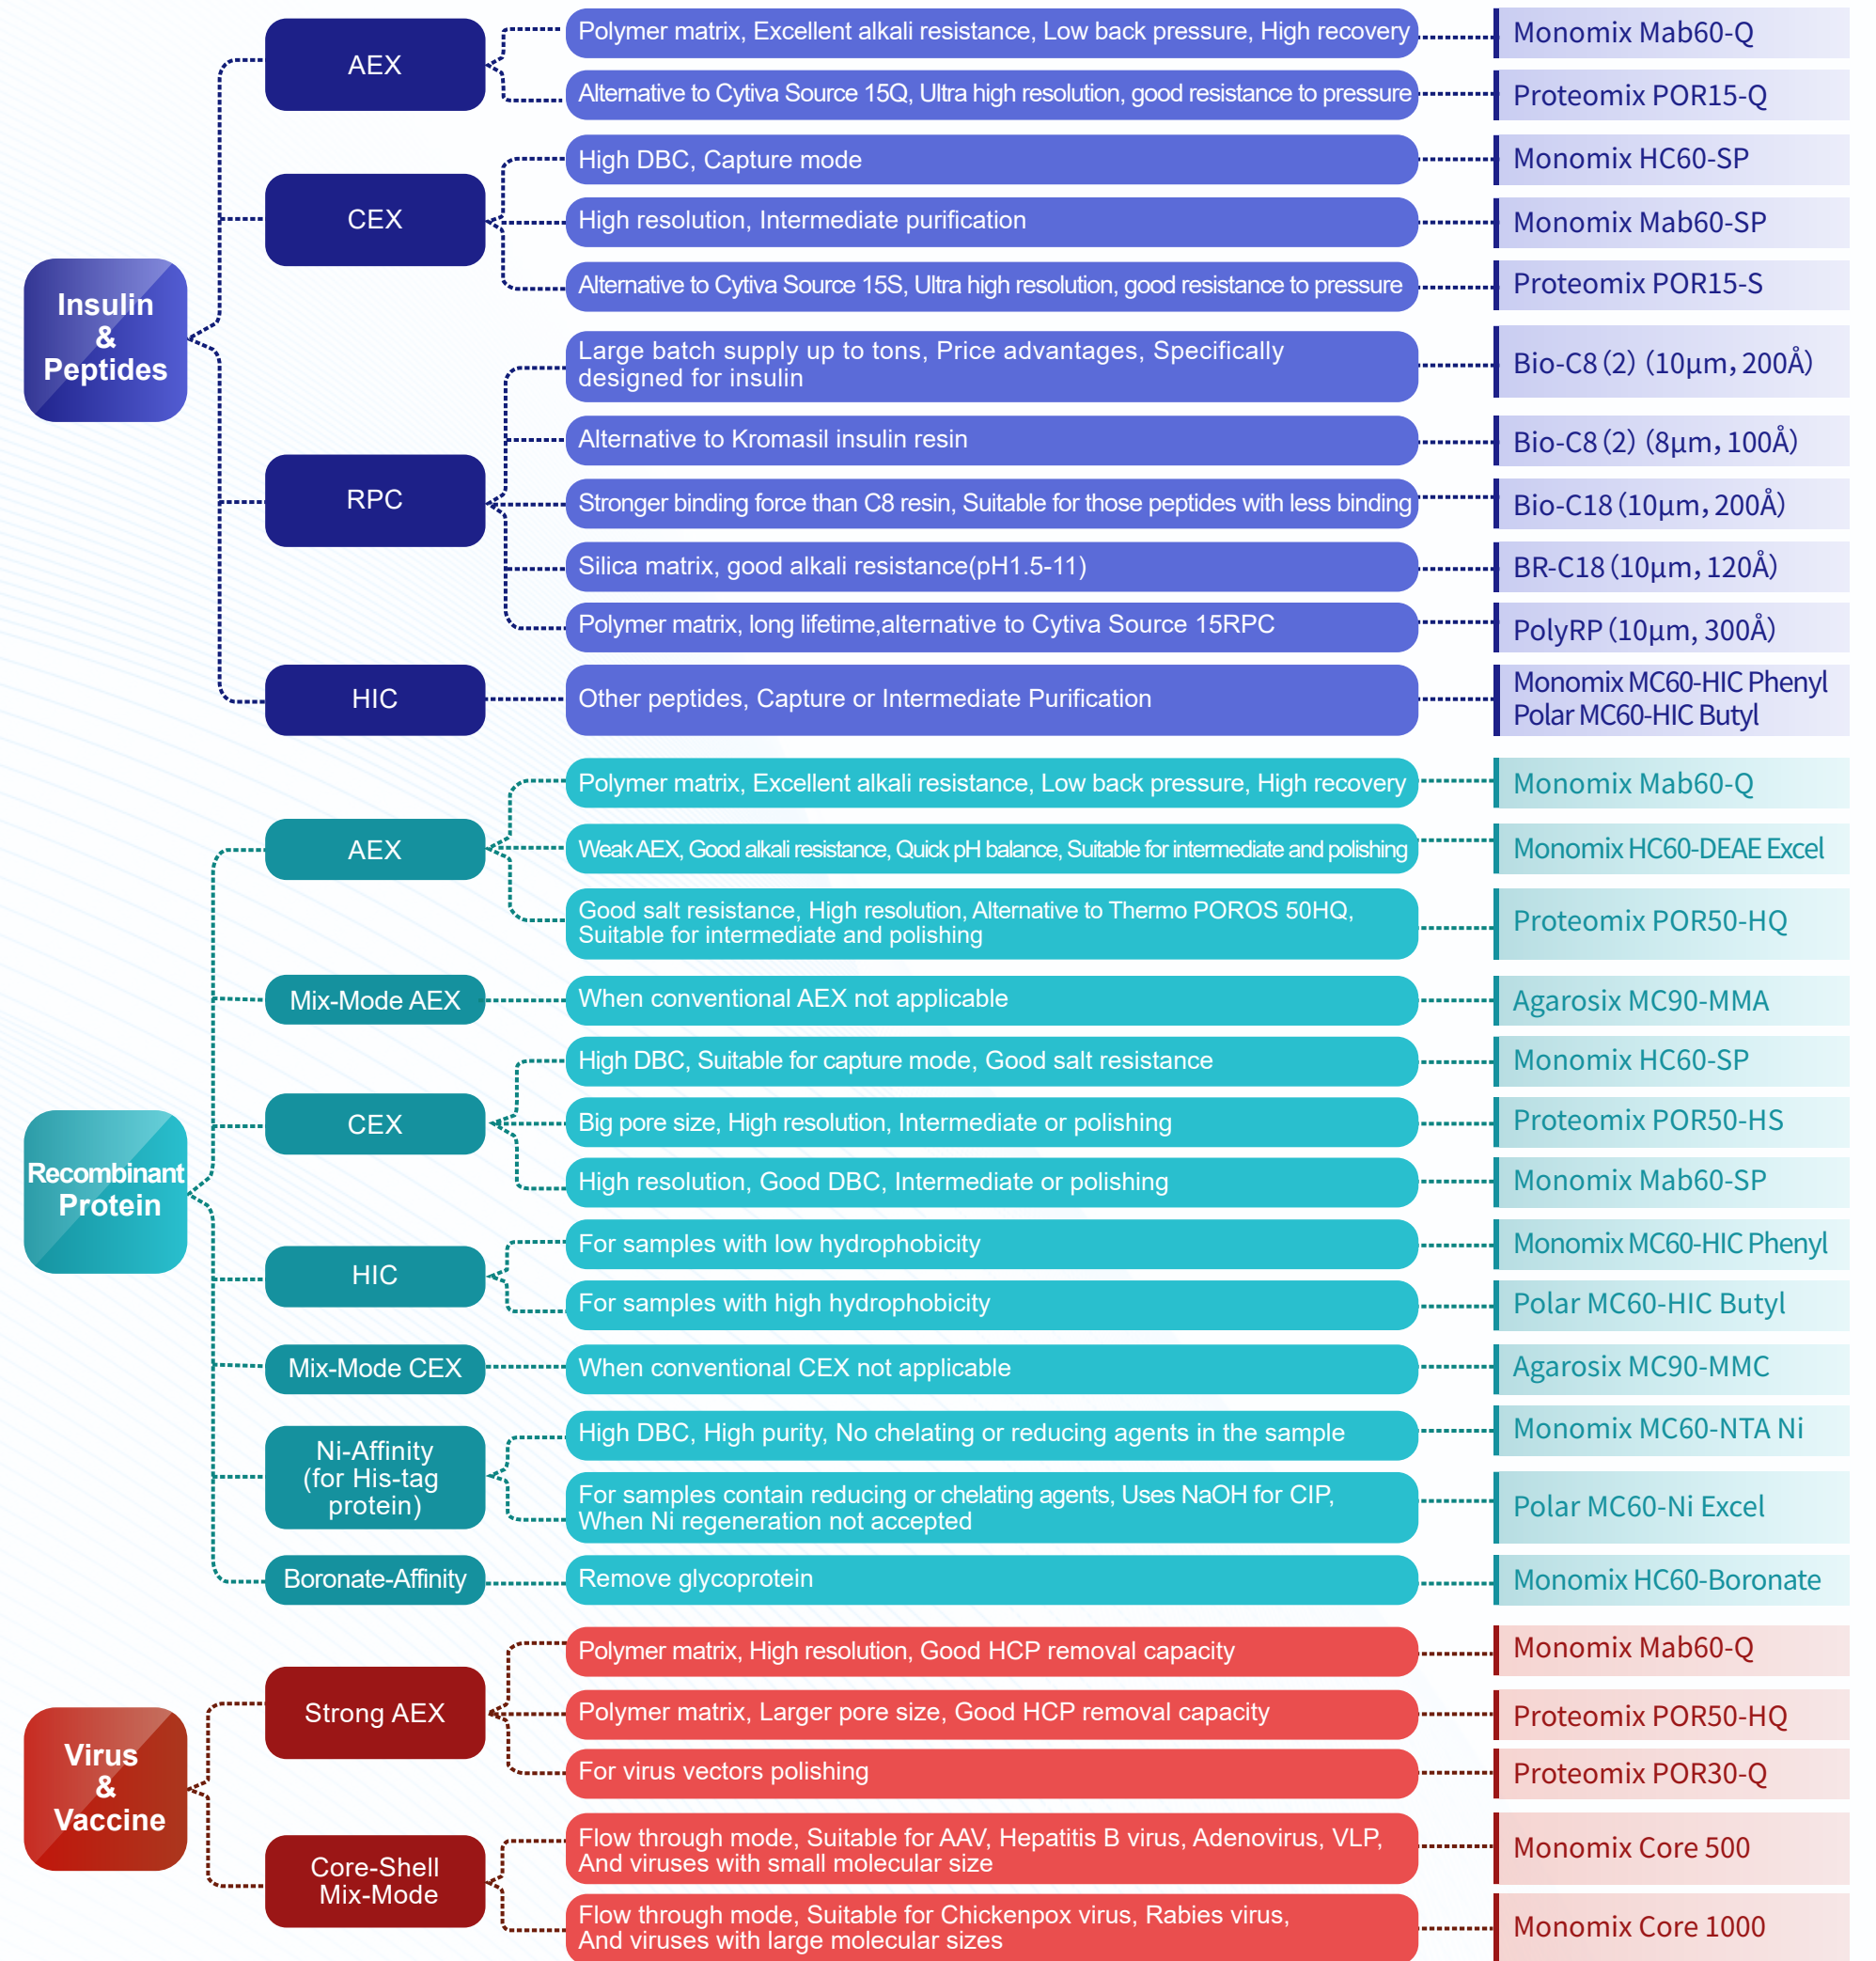 Insulin
&
Peptides
AEX
Polymer matrix, Excellent alkali resistance, Low back pressure, High recovery
Monomix Mab60-Q
Alternative to Cytiva Source 15Q, Ultra high resolution, good resistance to pressure
Proteomix POR15-Q
CEX
High DBC, Capture mode
Monomix HC60-SP
High resolution, Intermediate purification
Monomix Mab60-SP
Alternative to Cytiva Source 15S, Ultra high resolution, good resistance to pressure
Proteomix POR15-S
RPC
Large batch supply up to tons, Price advantages, Specifically
designed for insulin
Bio-C8（2）（10μm，200Å）
Alternative to Kromasil insulin resin
Bio-C8（2）（8μm，100Å）
Stronger binding force than C8 resin, Suitable for those peptides with less binding
Bio-C18（10μm，200Å）
Silica matrix, good alkali resistance(pH1.5-11)
BR-C18（10μm，120Å）
Polymer matrix, long lifetime,alternative to Cytiva Source 15RPC
PolyRP（10μm, 300Å）
HIC
Other peptides, Capture or Intermediate Purification
Monomix MC60-HIC Phenyl
Polar MC60-HIC Butyl
Recombinant
Protein
AEX
Polymer matrix, Excellent alkali resistance, Low back pressure, High recovery
Monomix Mab60-Q
Weak AEX, Good alkali resistance, Quick pH balance, Suitable for intermediate and polishing
Monomix HC60-DEAE Excel
Good salt resistance, High resolution, Alternative to Thermo POROS 50HQ,
Suitable for intermediate and polishing
Proteomix POR50-HQ
Mix-Mode AEX
When conventional AEX not applicable
Agarosix MC90-MMA
CEX
High DBC, Suitable for capture mode, Good salt resistance
Monomix HC60-SP
Big pore size, High resolution, Intermediate or polishing
Proteomix POR50-HS
High resolution, Good DBC, Intermediate or polishing
Monomix Mab60-SP
HIC
For samples with low hydrophobicity
Monomix MC60-HIC Phenyl
For samples with high hydrophobicity
Polar MC60-HIC Butyl
Mix-Mode CEX
When conventional CEX not applicable
Agarosix MC90-MMC
Ni-Affinity
(for His-tag
protein)
High DBC, High purity, No chelating or reducing agents in the sample
Monomix MC60-NTA Ni
For samples contain reducing or chelating agents, Uses NaOH for CIP,
When Ni regeneration not accepted
Polar MC60-Ni Excel
Boronate-Affinity
Remove glycoprotein
Monomix HC60-Boronate
Virus
&
Vaccine
Strong AEX
Polymer matrix, High resolution, Good HCP removal capacity
Monomix Mab60-Q
Polymer matrix, Larger pore size, Good HCP removal capacity
Proteomix POR50-HQ
For virus vectors polishing
Proteomix POR30-Q
Core-Shell
Mix-Mode
Flow through mode, Suitable for AAV, Hepatitis B virus, Adenovirus, VLP,
And viruses with small molecular size
Monomix Core 500
Flow through mode, Suitable for Chickenpox virus, Rabies virus,
And viruses with large molecular sizes
Monomix Core 1000